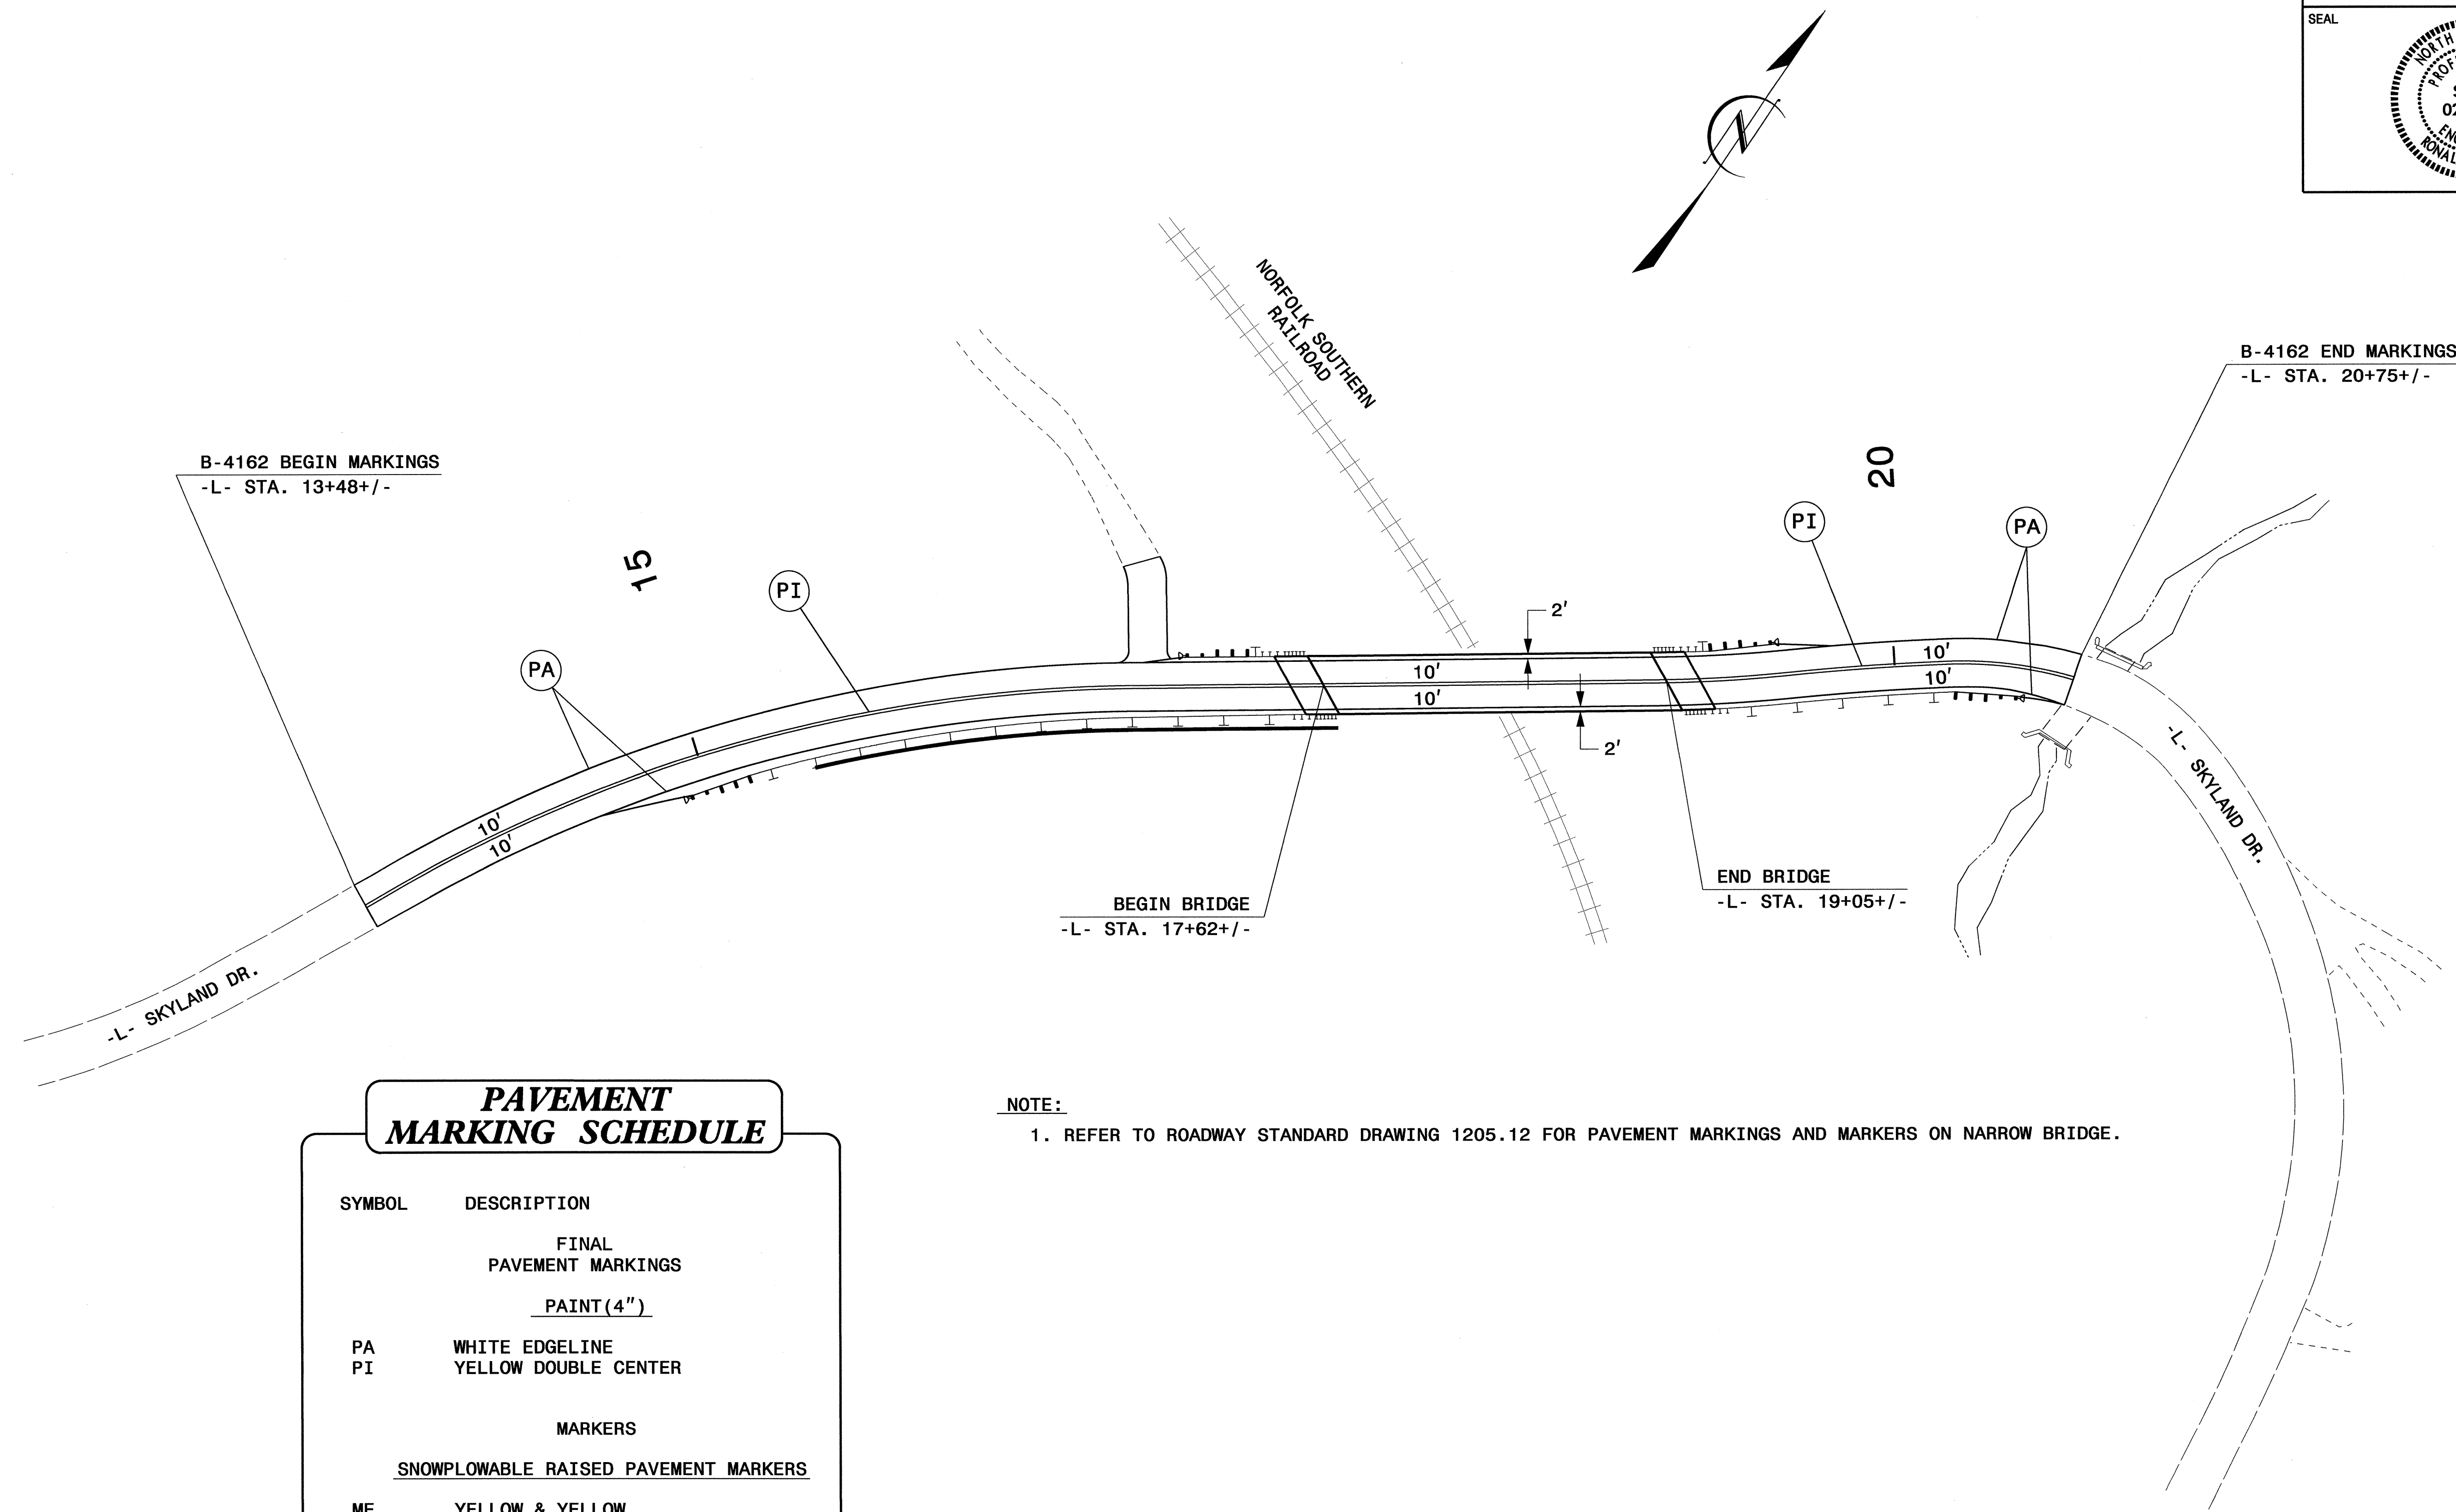 SEAL
NORTH
B-4162 BEGIN MARKINGS
-L- STA. 13+48+/-
15
PI
PA
NORFOLK SOUTHERN
RAILROAD
N
2'
10'
10'
2'
20
PI
PA
10'
10'
B-4162 END MARKINGS
-L- STA. 20+75+/-
10'
10'
BEGIN BRIDGE
-L- STA. 17+62+/-
END BRIDGE
-L- STA. 19+05+/-
-L- SKYLAND DR.
-L- SKYLAND DR.
PAVEMENT
MARKING SCHEDULE
SYMBOL DESCRIPTION
FINAL
PAVEMENT MARKINGS
PAINT(4")
PA WHITE EDGELINE
PI YELLOW DOUBLE CENTER
MARKERS
SNOWPLOWABLE RAISED PAVEMENT MARKERS
YELLOW & YELLOW
NOTE:
1. REFER TO ROADWAY STANDARD DRAWING 1205.12 FOR PAVEMENT MARKINGS AND MARKERS ON NARROW BRIDGE.